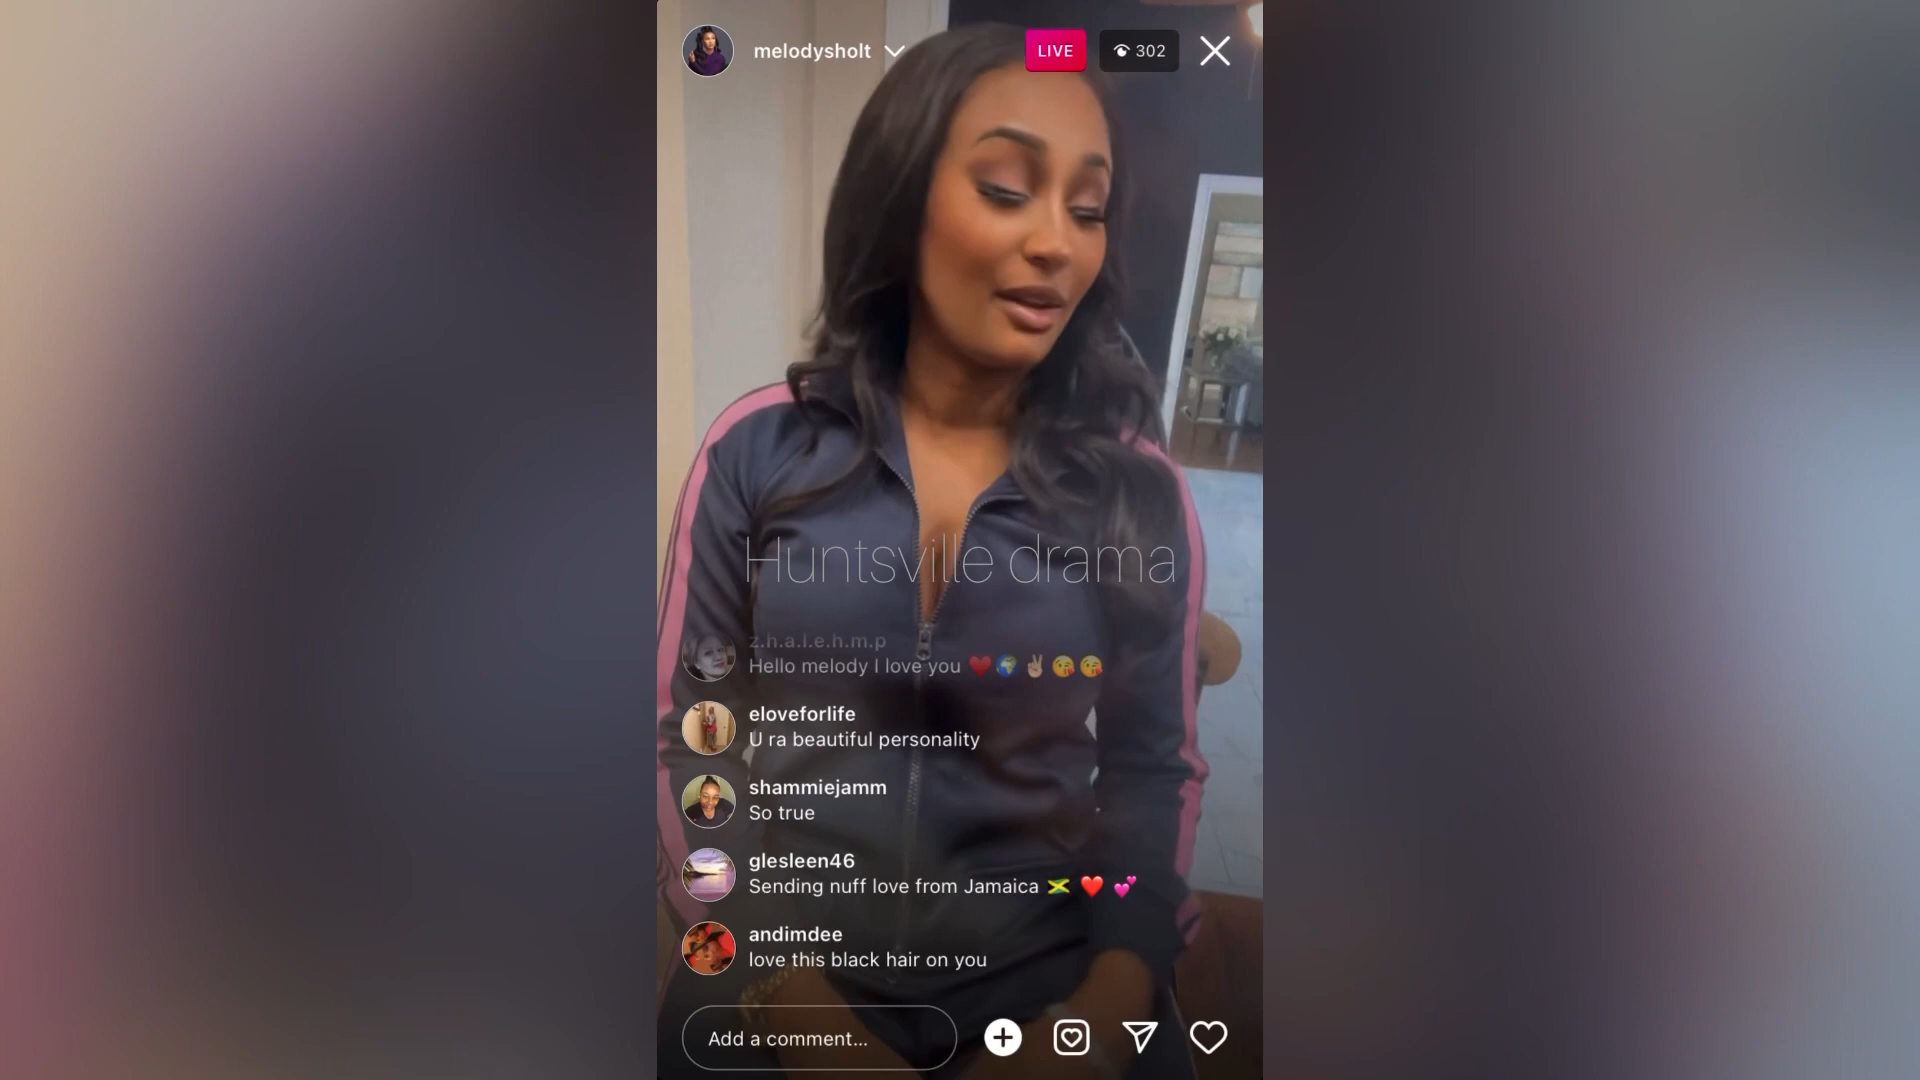 melodysholt
LIVE
302
Huntsville drama
z.h.a.l.e.h.m.p
Hello melody I love you ❤️🌍✌🏼😘😘
eloveforlife
U ra beautiful personality
shammiejamm
So true
glesleen46
Sending nuff love from Jamaica 🇯🇲 ❤️ 💕
andimdee
love this black hair on you
Add a comment...